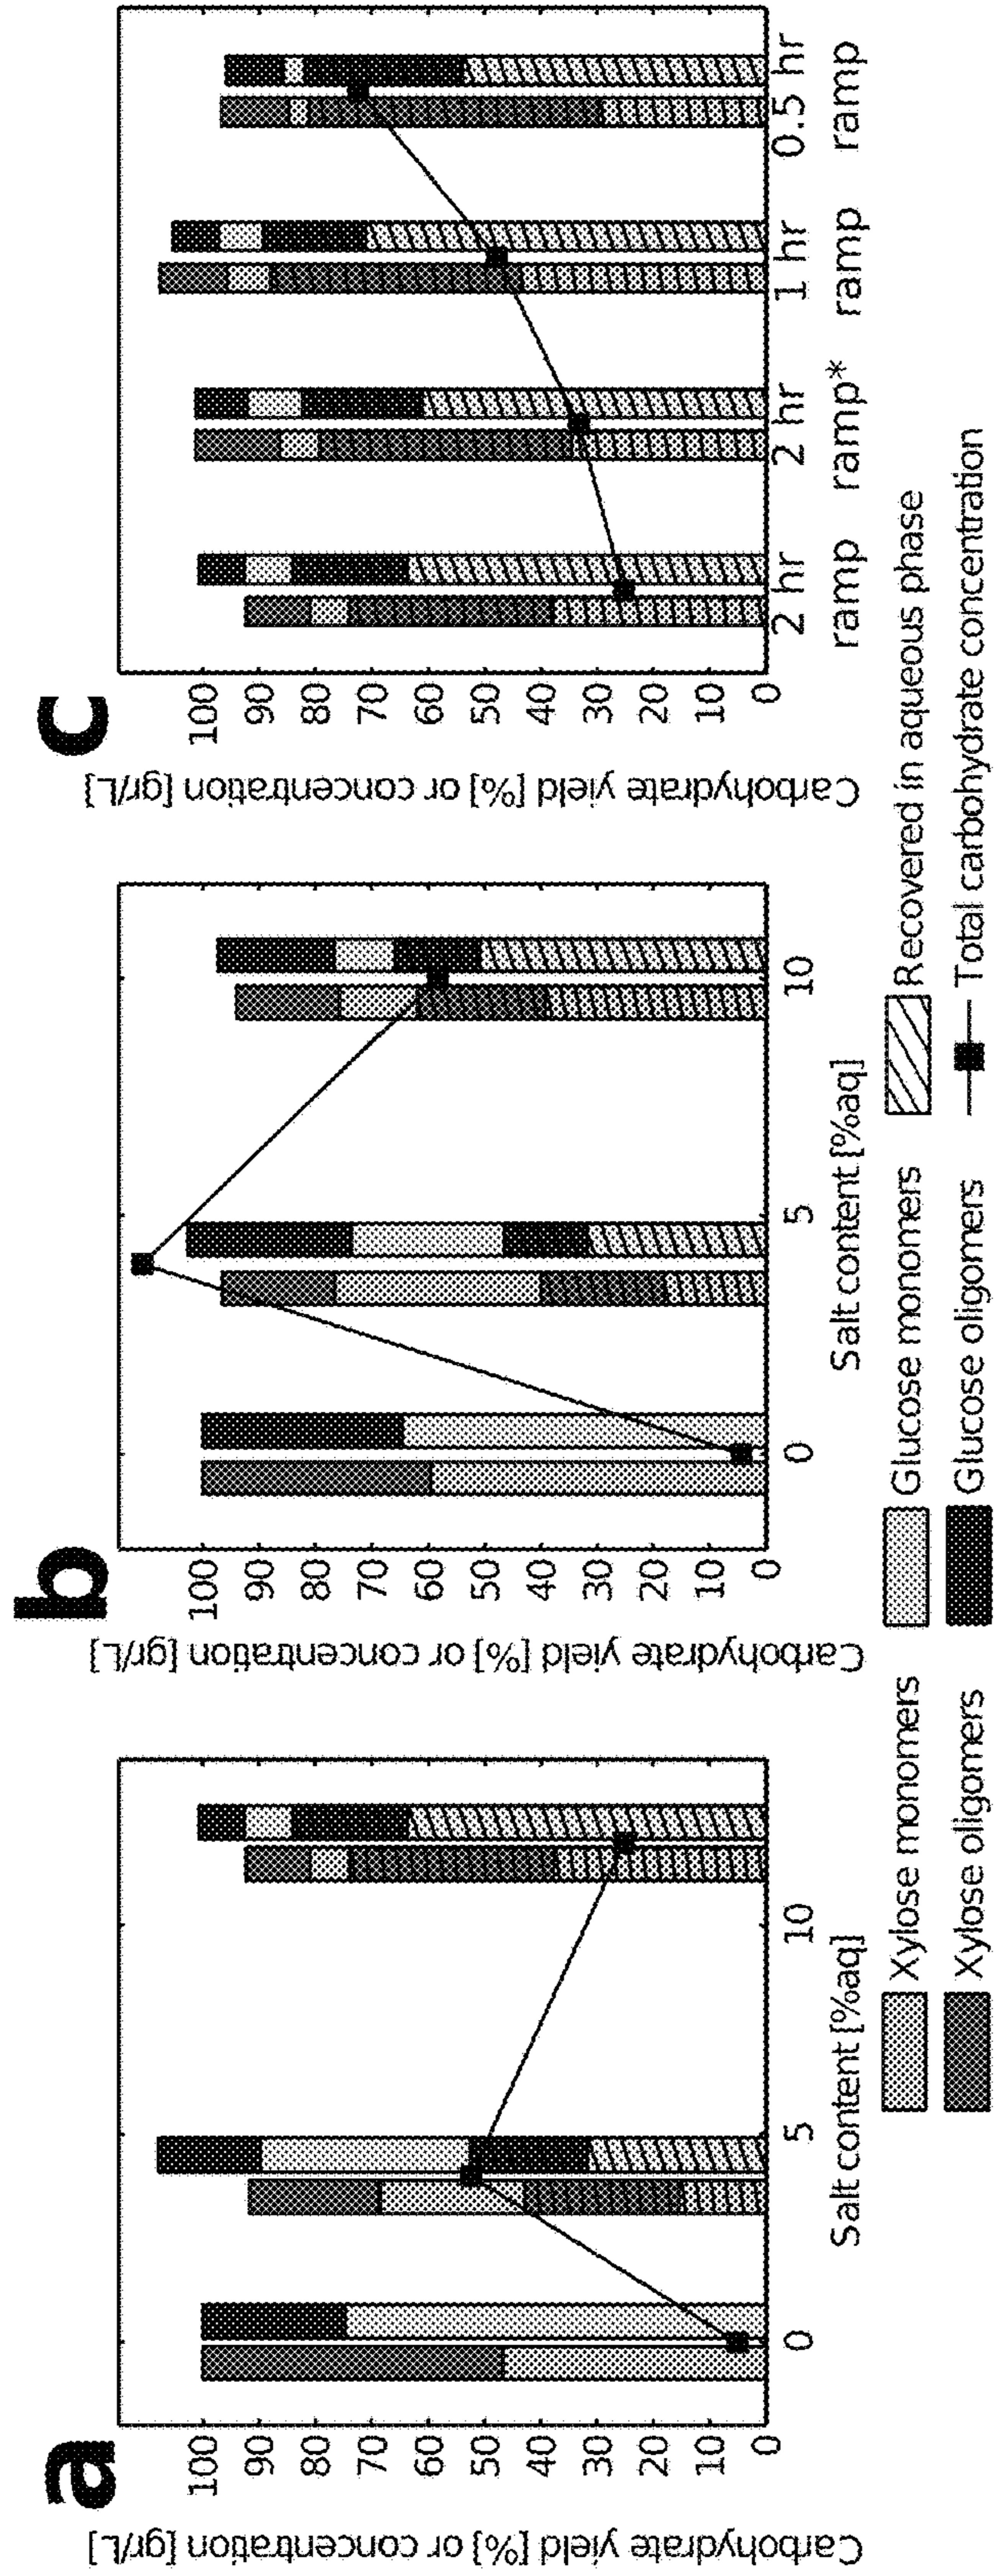 a
Carbohydrate yield [%] or concentration [gr/L]
100
90
80
70
60
50
40
30
20
10
0
0
5
10
Salt content [%aq]
b
Carbohydrate yield [%] or concentration [gr/L]
100
90
80
70
60
50
40
30
20
10
0
0
5
10
Salt content [%aq]
c
Carbohydrate yield [%] or concentration [gr/L]
100
90
80
70
60
50
40
30
20
10
0
2 hr
ramp
2 hr
ramp*
1 hr
ramp
0.5 hr
ramp
Xylose monomers
Glucose monomers
Recovered in aqueous phase
Xylose oligomers
Glucose oligomers
Total carbohydrate concentration